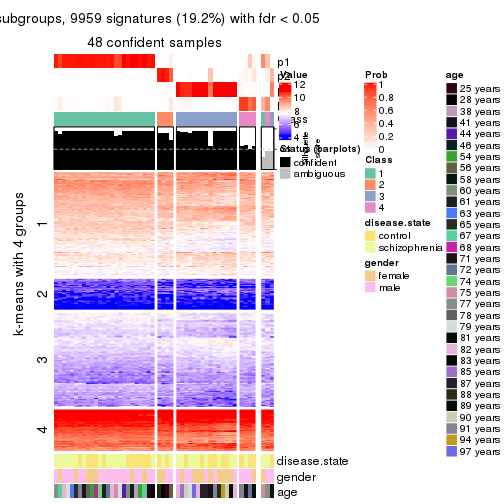 subgroups, 9959 signatures (19.2%) with fdr < 0.05
48 confident samples
p1
p2
Value
12
10
8
6
4
Status (barplots)
confident
ambiguous
Prob
1
0.8
0.6
0.4
0.2
0
Class
1
2
3
4
disease.state
control
schizophrenia
gender
female
male
age
25 years
28 years
38 years
41 years
44 years
46 years
54 years
56 years
58 years
60 years
61 years
63 years
65 years
67 years
68 years
71 years
72 years
74 years
75 years
77 years
78 years
79 years
81 years
82 years
83 years
85 years
87 years
88 years
89 years
90 years
91 years
94 years
97 years
k-means with 4 groups
1
2
3
4
disease.state
gender
age